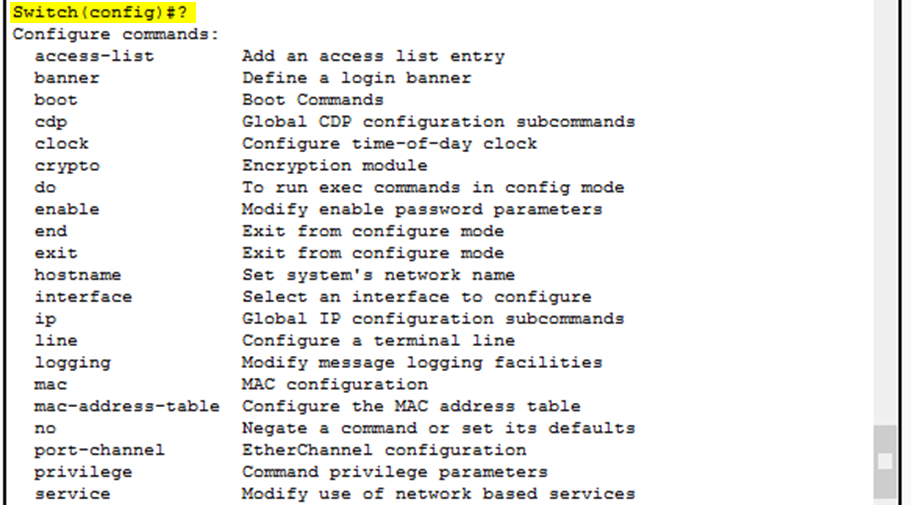 Switch(config)#?
Configure commands:
  access-list        Add an access list entry
  banner             Define a login banner
  boot               Boot Commands
  cdp                Global CDP configuration subcommands
  clock              Configure time-of-day clock
  crypto             Encryption module
  do                 To run exec commands in config mode
  enable             Modify enable password parameters
  end                Exit from configure mode
  exit               Exit from configure mode
  hostname           Set system's network name
  interface          Select an interface to configure
  ip                 Global IP configuration subcommands
  line               Configure a terminal line
  logging            Modify message logging facilities
  mac                MAC configuration
  mac-address-table  Configure the MAC address table
  no                 Negate a command or set its defaults
  port-channel       EtherChannel configuration
  privilege          Command privilege parameters
  service            Modify use of network based services